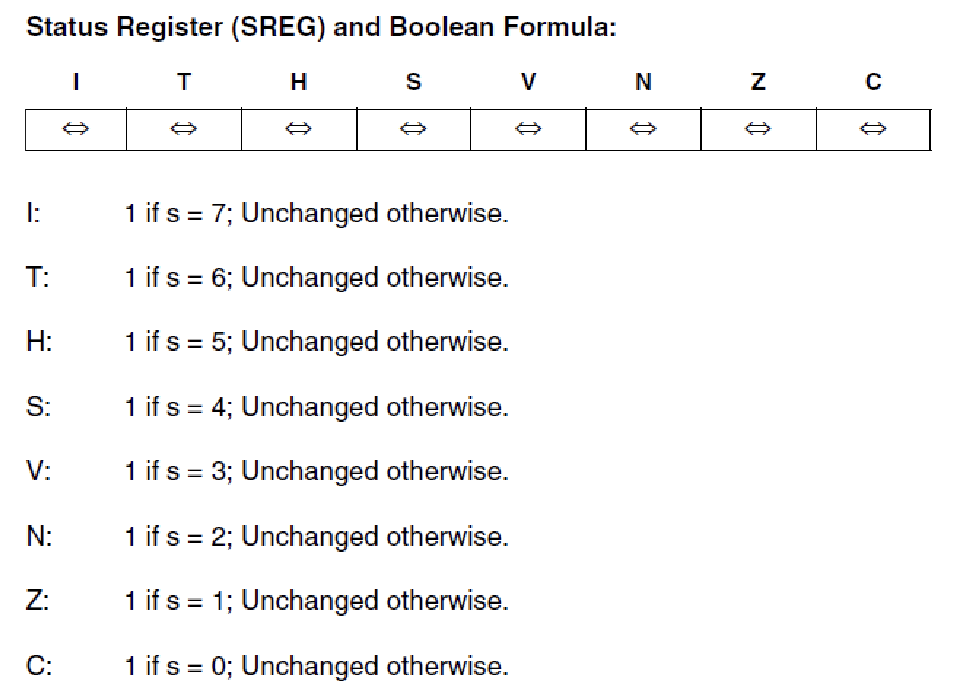 Status Register (SREG) and Boolean Formula:
I T H S V N Z C
⇔ ⇔ ⇔ ⇔ ⇔ ⇔ ⇔ ⇔
I: 1 if s = 7; Unchanged otherwise.
T: 1 if s = 6; Unchanged otherwise.
H: 1 if s = 5; Unchanged otherwise.
S: 1 if s = 4; Unchanged otherwise.
V: 1 if s = 3; Unchanged otherwise.
N: 1 if s = 2; Unchanged otherwise.
Z: 1 if s = 1; Unchanged otherwise.
C: 1 if s = 0; Unchanged otherwise.